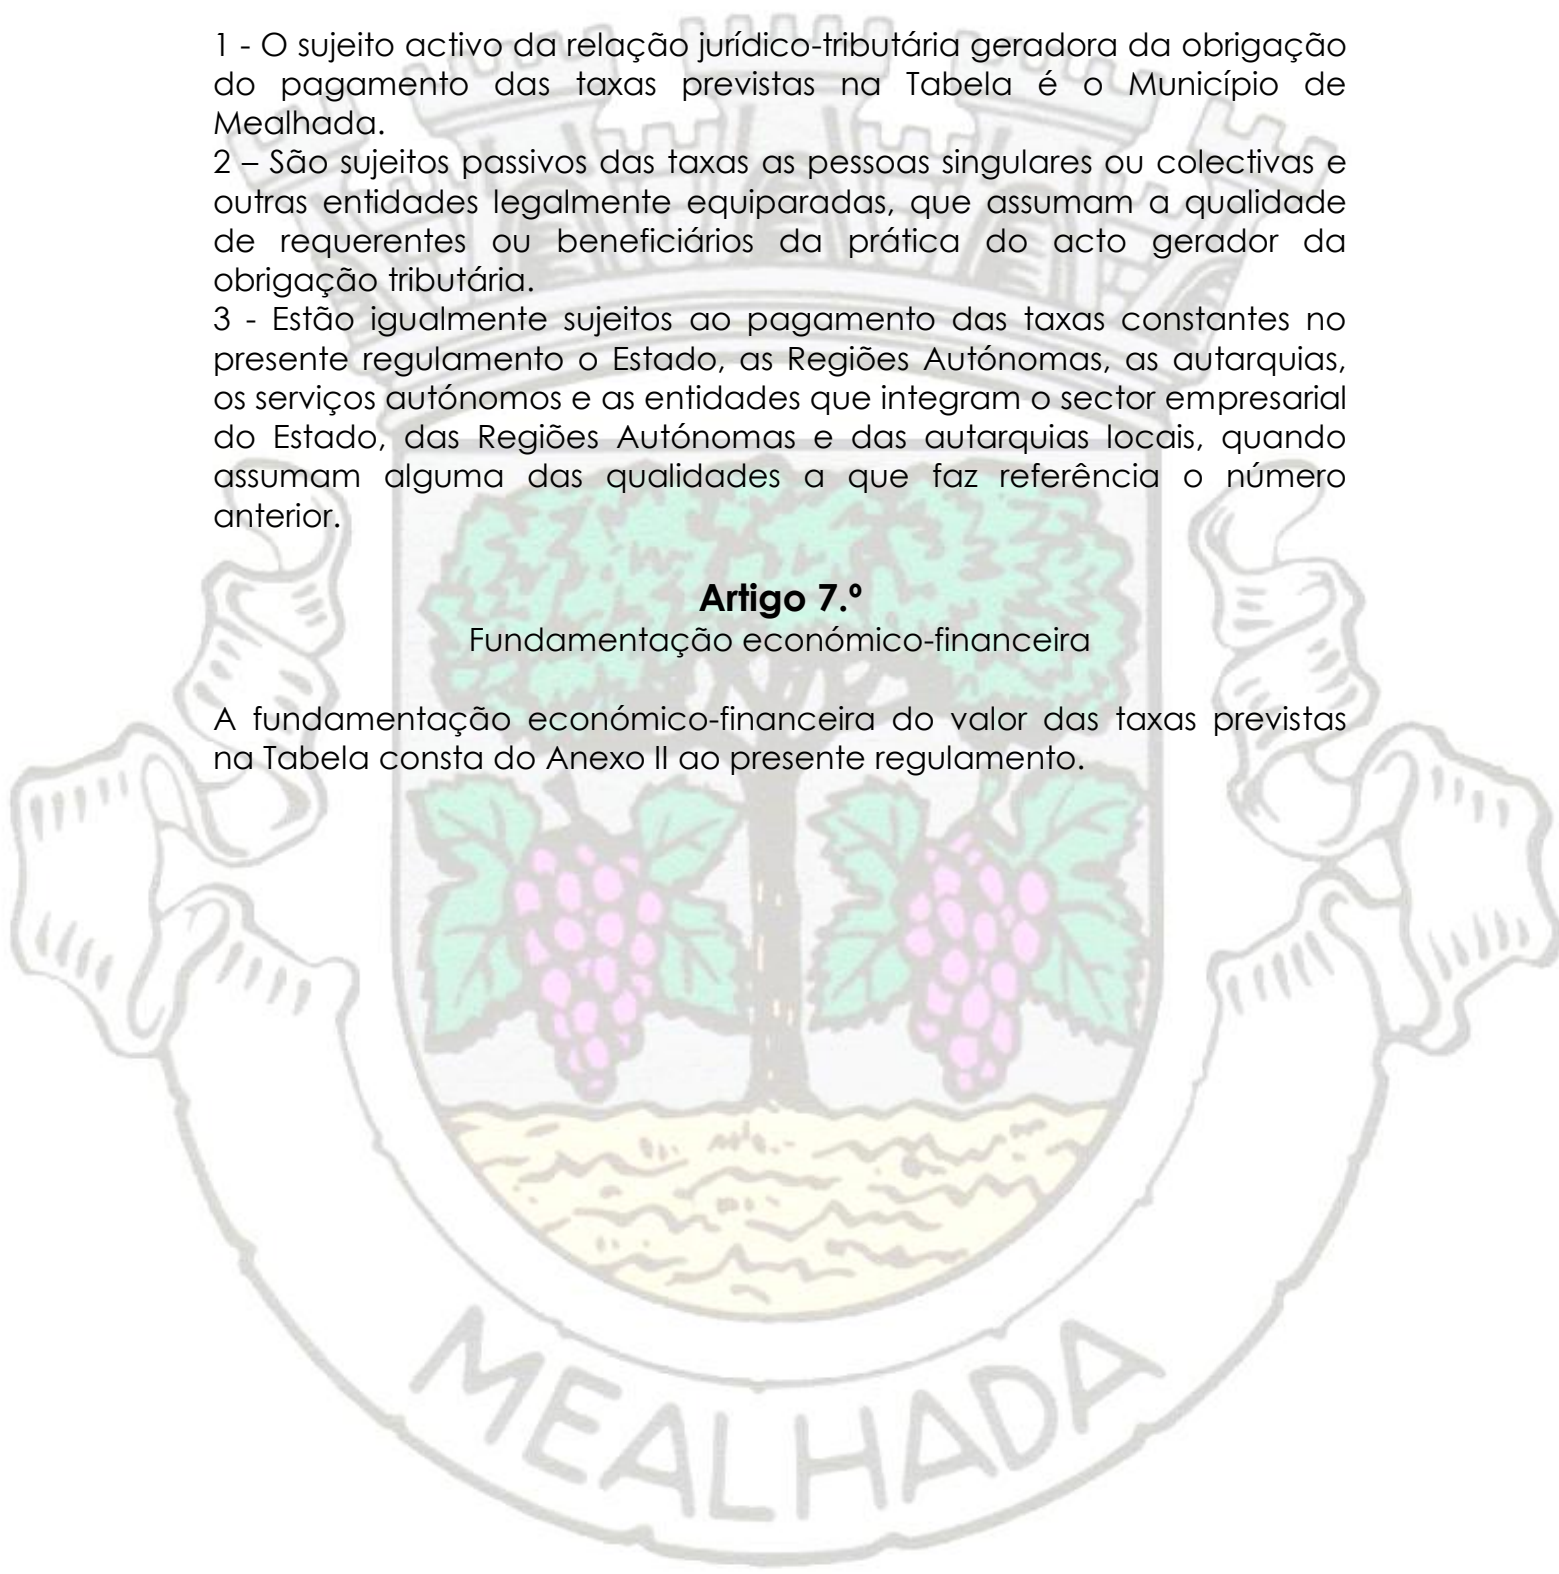 1 - O sujeito activo da relação jurídico-tributária geradora da obrigação
do pagamento das taxas previstas na Tabela é o Município de
Mealhada.
2 – São sujeitos passivos das taxas as pessoas singulares ou colectivas e
outras entidades legalmente equiparadas, que assumam a qualidade
de requerentes ou beneficiários da prática do acto gerador da
obrigação tributária.
3 - Estão igualmente sujeitos ao pagamento das taxas constantes no
presente regulamento o Estado, as Regiões Autónomas, as autarquias,
os serviços autónomos e as entidades que integram o sector empresarial
do Estado, das Regiões Autónomas e das autarquias locais, quando
assumam alguma das qualidades a que faz referência o número
anterior.
Artigo 7.º
Fundamentação económico-financeira
A fundamentação económico-financeira do valor das taxas previstas
na Tabela consta do Anexo II ao presente regulamento.
MEALHADA